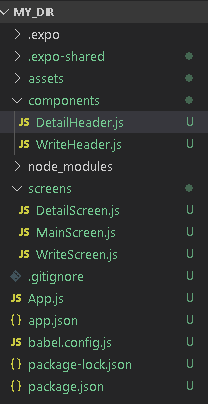 MY_DIR
.expo
.expo-shared
assets
components
JS DetailHeader.js U
JS WriteHeader.js U
node_modules
screens
JS DetailScreen.js U
JS MainScreen.js U
JS WriteScreen.js U
.gitignore U
JS App.js U
{} app.json U
JS babel.config.js U
{} package-lock.json U
{} package.json U